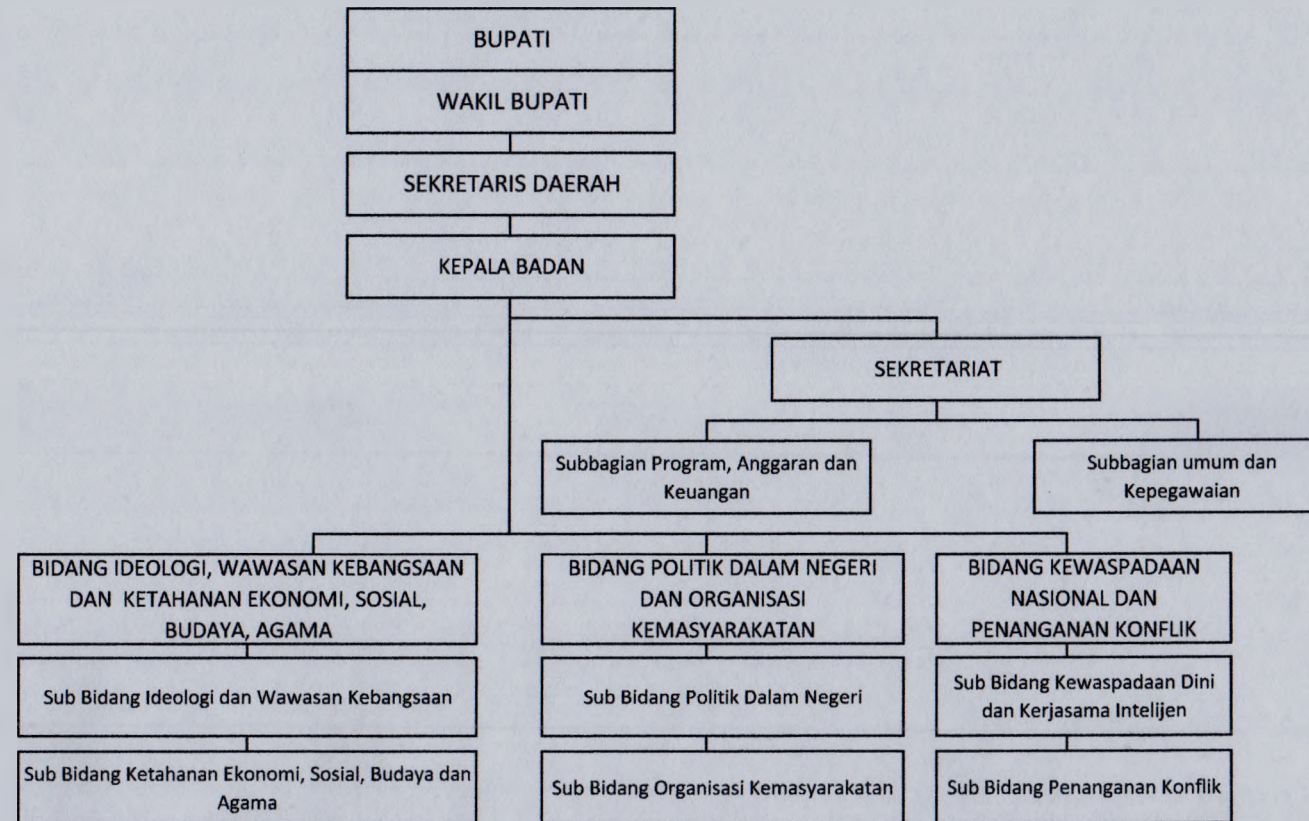 BUPATI
WAKIL BUPATI
SEKRETARIS DAERAH
KEPALA BADAN
SEKRETARIAT
Subbagian Program, Anggaran dan
Keuangan
Subbagian umum dan
Kepegawaian
BIDANG IDEOLOGI, WAWASAN KEBANGSAAN
DAN KETAHANAN EKONOMI, SOSIAL,
BUDAYA, AGAMA
Sub Bidang Ideologi dan Wawasan Kebangsaan
Sub Bidang Ketahanan Ekonomi, Sosial, Budaya dan
Agama
BIDANG POLITIK DALAM NEGERI
DAN ORGANISASI
KEMASYARAKATAN
Sub Bidang Politik Dalam Negeri
Sub Bidang Organisasi Kemasyarakatan
BIDANG KEWASPADAAN
NASIONAL DAN
PENANGANAN KONFLIK
Sub Bidang Kewaspadaan Dini
dan Kerjasama Intelijen
Sub Bidang Penanganan Konflik